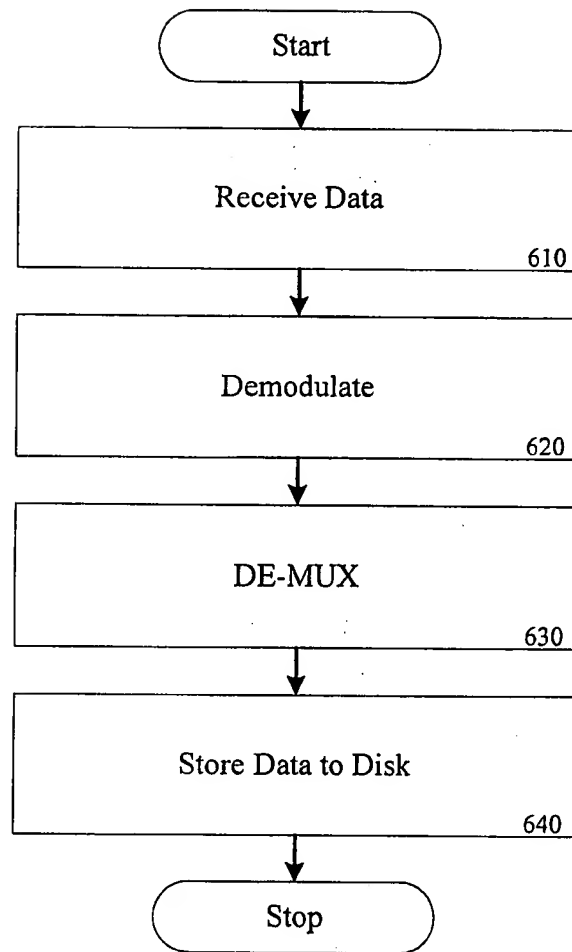 Start
Receive Data
610
Demodulate
620
DE-MUX
630
Store Data to Disk
640
Stop